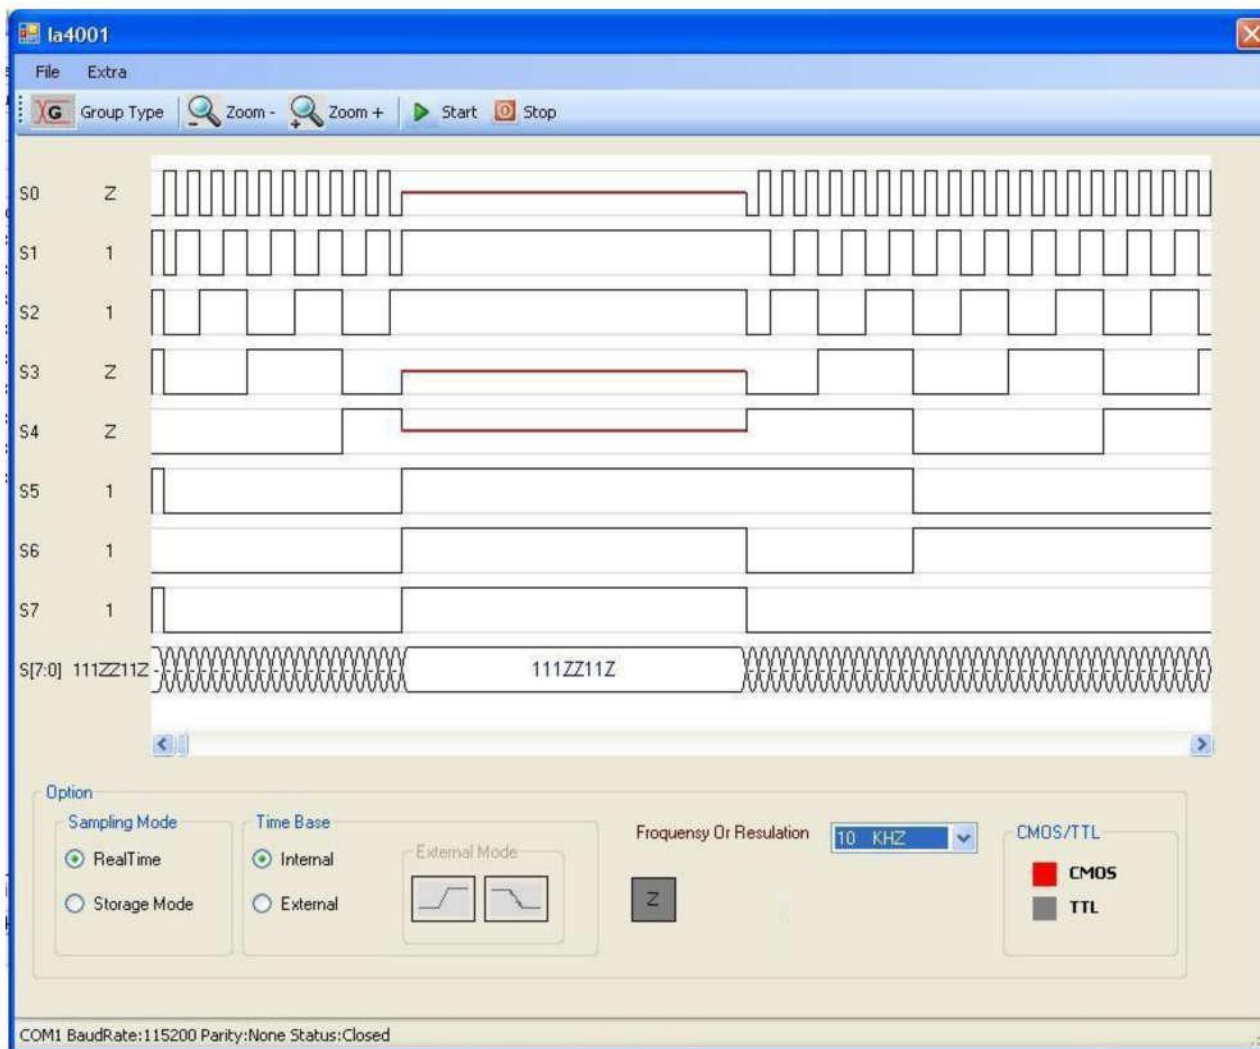 la4001
File Extra
Group Type Zoom - Zoom + Start Stop
S0 Z
S1 1
S2 1
S3 Z
S4 Z
S5 1
S6 1
S7 1
S[7:0] 111ZZ11Z 111ZZ11Z
Option
Sampling Mode
RealTime
Storage Mode
Time Base
Internal
External
External Mode
Froquensy Or Resulation
10 KHZ
Z
CMOS/TTL
CMOS
TTL
COM1 BaudRate:115200 Parity:None Status:Closed